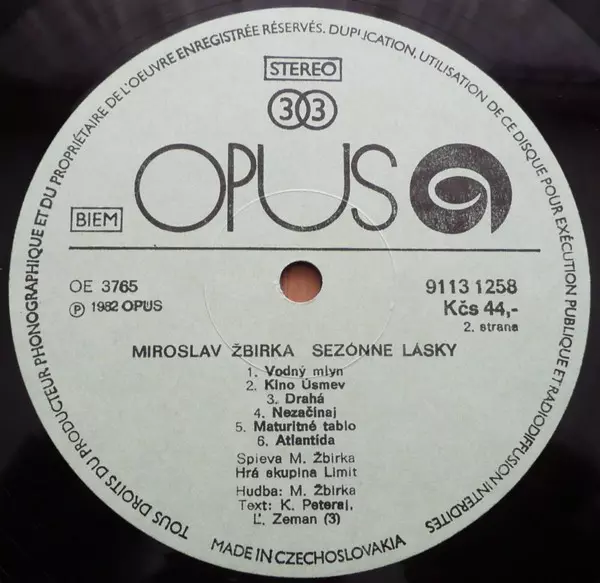 TOUS DROITS DU PRODUCTEUR PHONOGRAPHIQUE ET DU PROPRIÉTAIRE DE L'OEUVRE ENREGISTRÉE RÉSERVÉS. DUPLICATION, UTILISATION DE CE DISQUE POUR EXÉCUTION PUBLIQUE ET RADIODIFFUSION INTERDITES
STEREO
33
OPUS
BIEM
OE 3765
9113 1258
Ⓟ 1982 OPUS
Kčs 44,-
2. strana
MIROSLAV ŽBIRKA SEZÓNNE LÁSKY
1. Vodný mlyn
2. Kino Úsmev
3. Drahá
4. Nezačínaj
5. Maturitné tablo
6. Atlantída
Spieva M. Žbirka
Hrá skupina Limit
Hudba: M. Žbirka
Text: K. Peteraj,
Ľ. Zeman (3)
MADE IN CZECHOSLOVAKIA